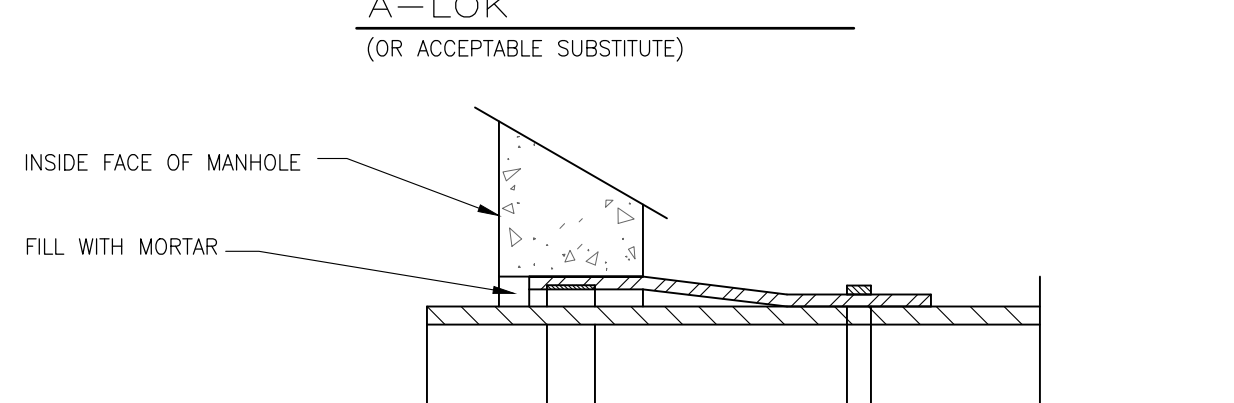 A-LOK
(OR ACCEPTABLE SUBSTITUTE)
INSIDE FACE OF MANHOLE
FILL WITH MORTAR